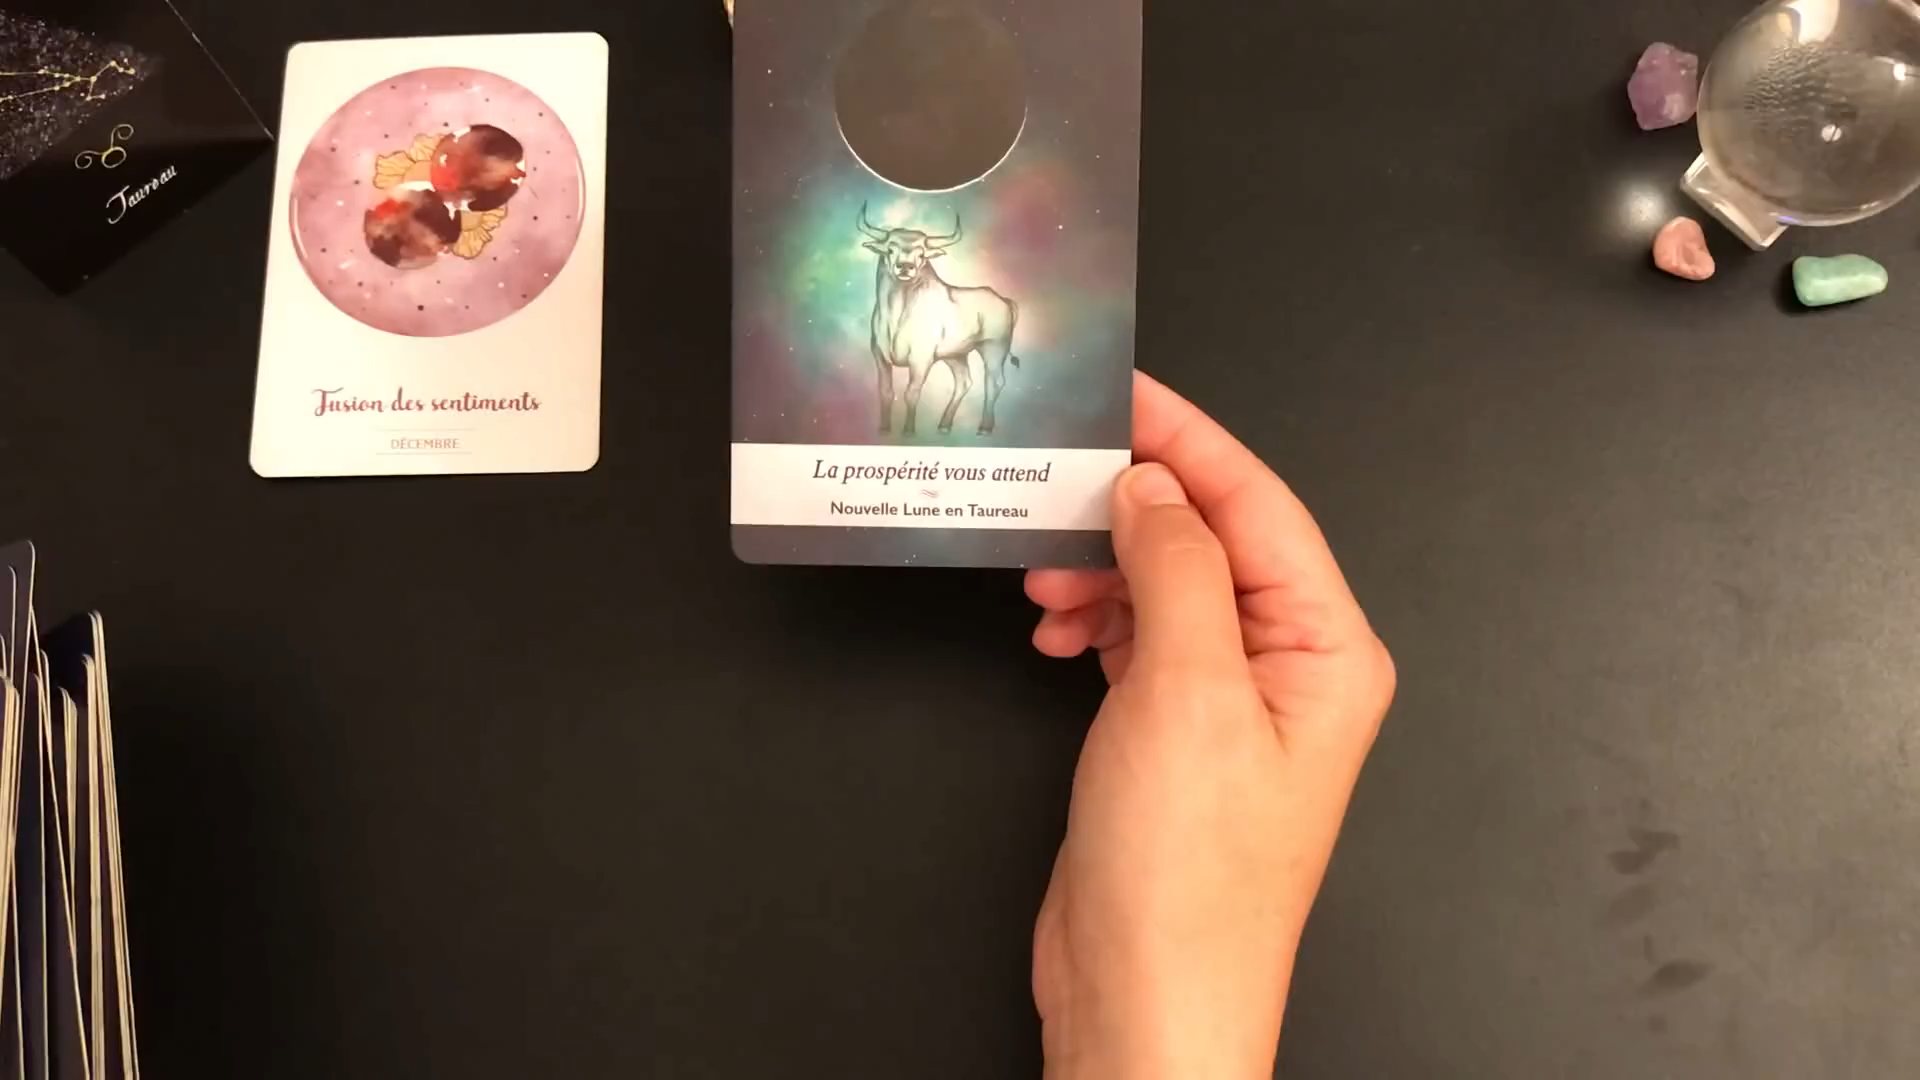 Taureau
Fusion des sentiments
DÉCEMBRE
La prospérité vous attend
Nouvelle Lune en Taureau